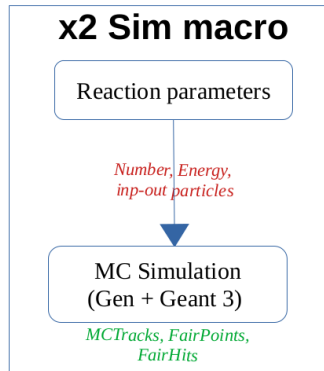 x2 Sim macro
Reaction parameters
Number, Energy,
inp-out particles
MC Simulation
(Gen + Geant 3)
MCTracks, FairPoints,
FairHits